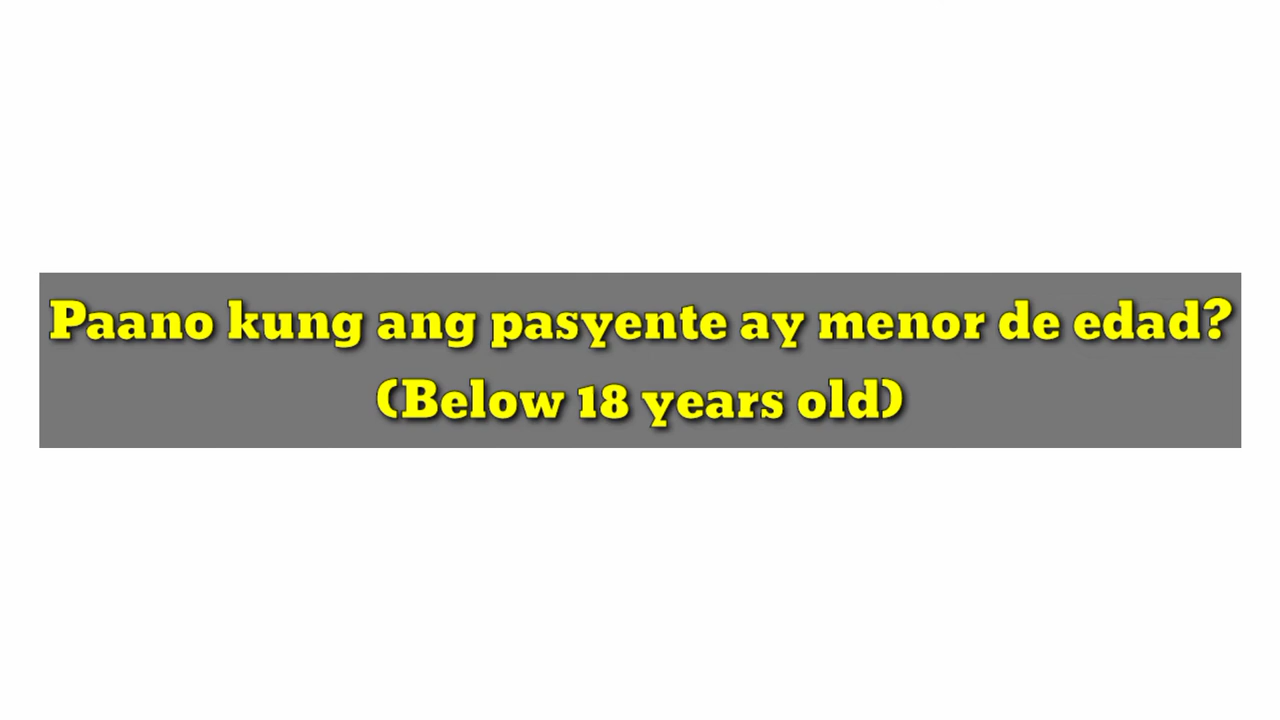 Paano kung ang pasyente ay menor de edad?
(Below 18 years old)